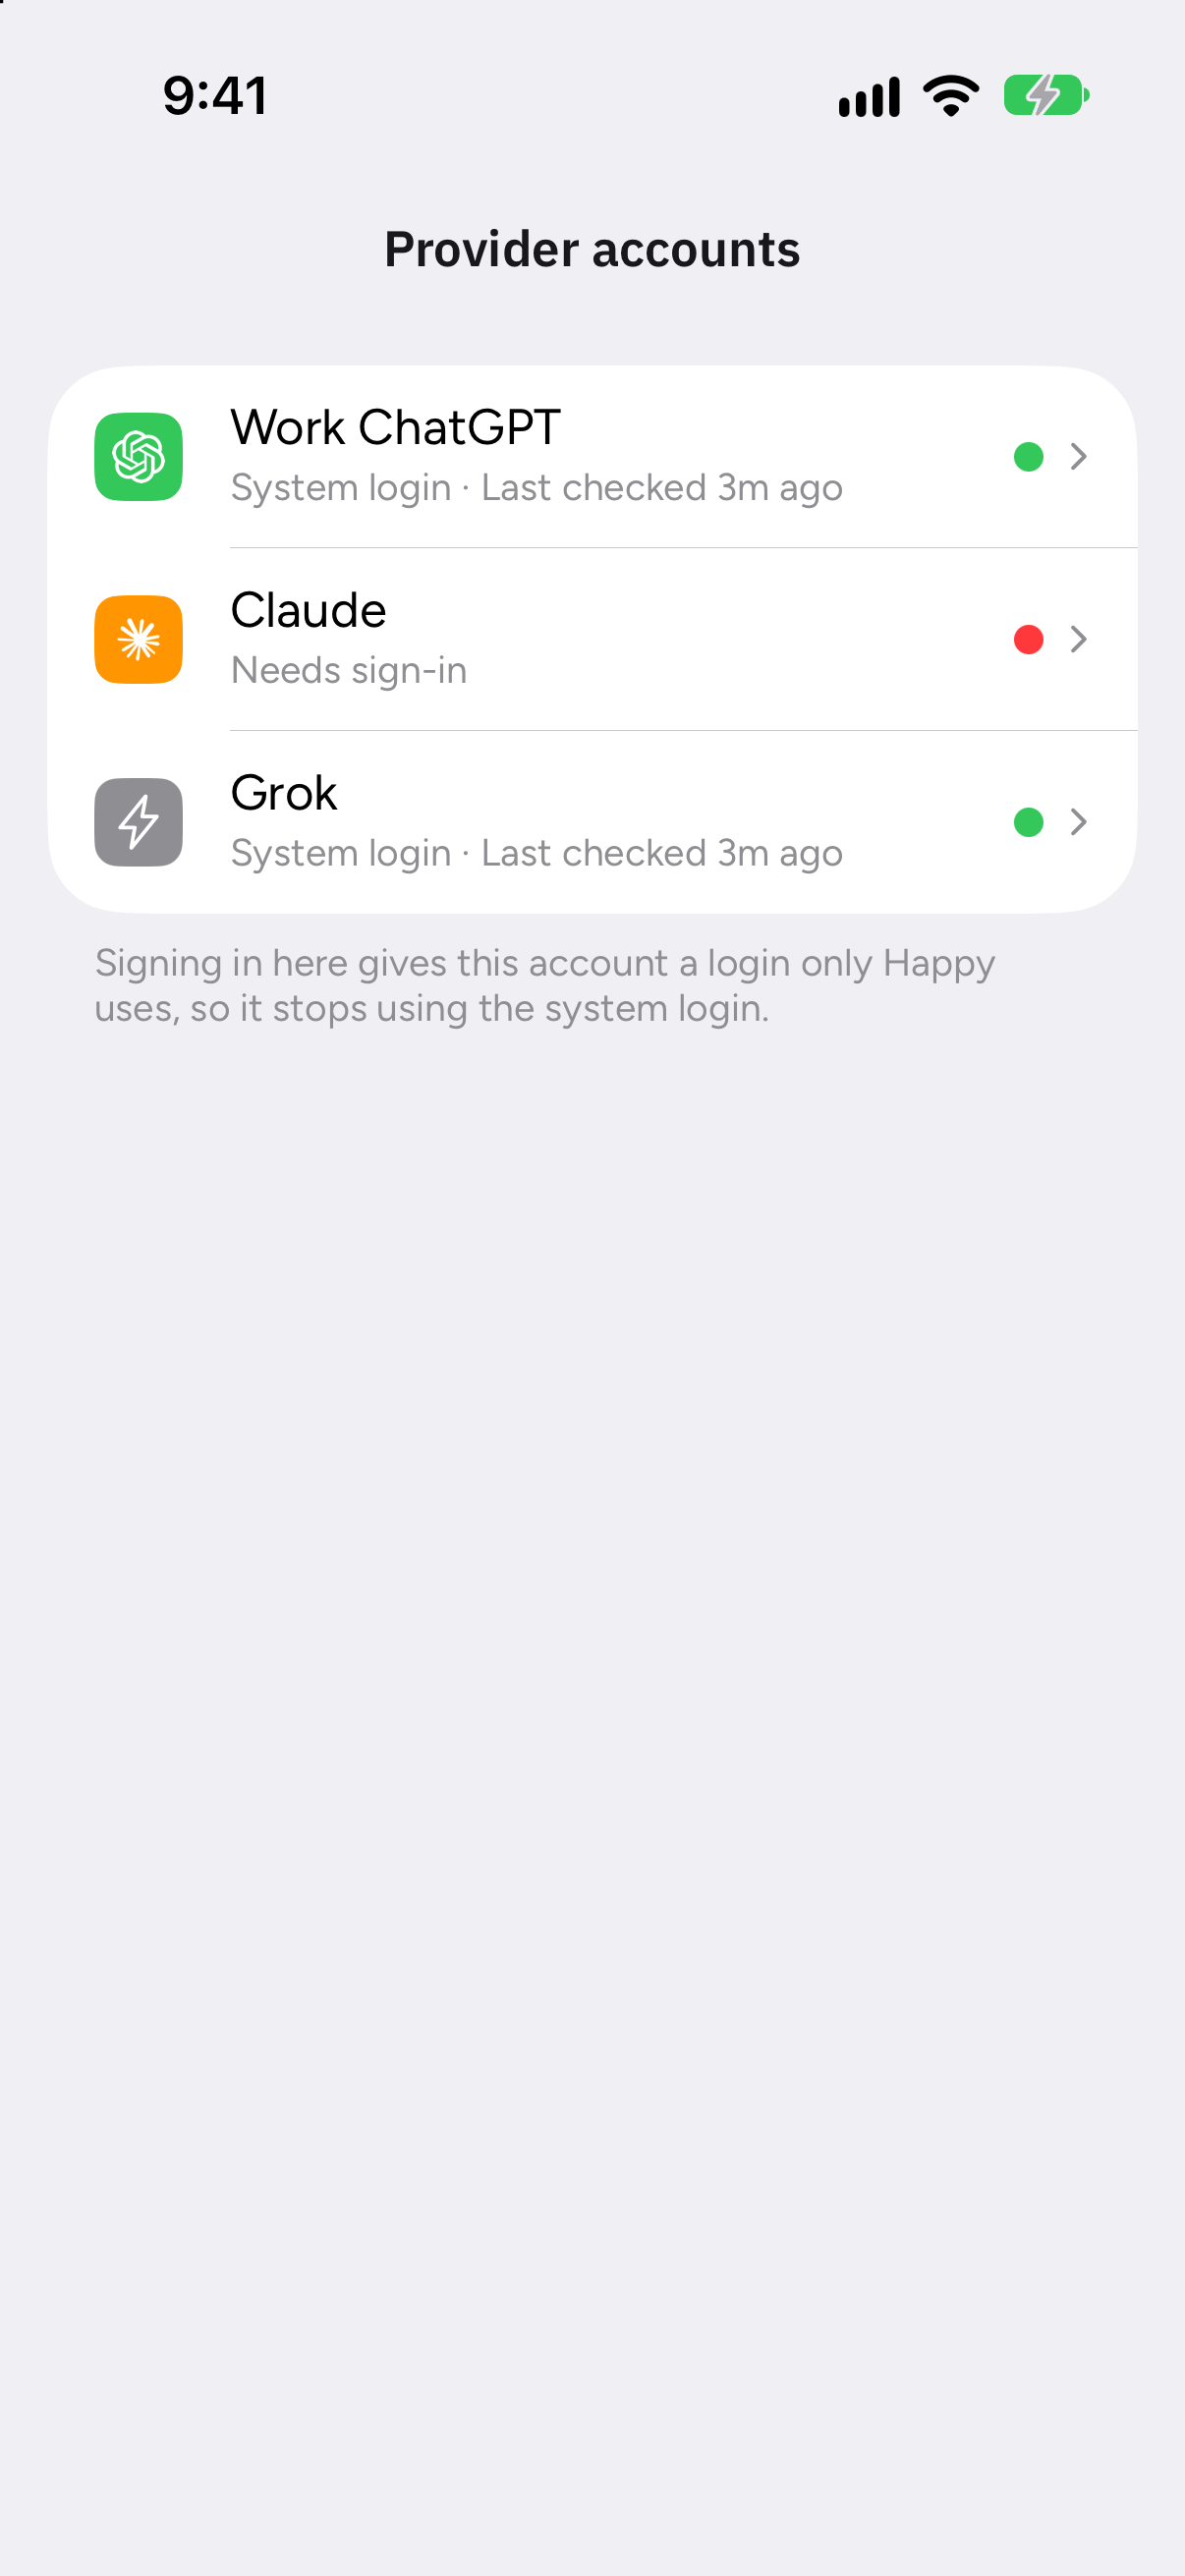 9:41
Provider accounts
Work ChatGPT
System login · Last checked 3m ago
Claude
Needs sign-in
Grok
System login · Last checked 3m ago
Signing in here gives this account a login only Happy
uses, so it stops using the system login.